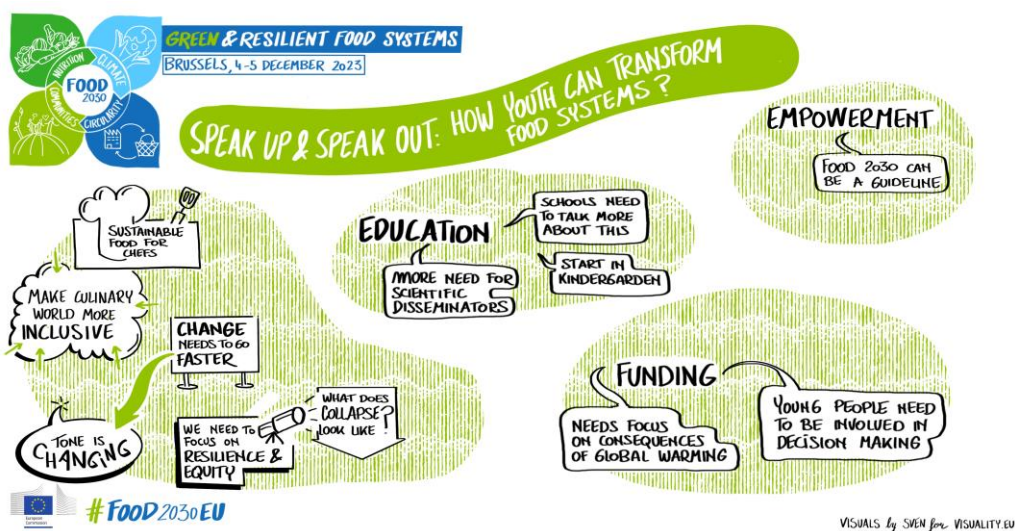 GREEN & RESILIENT FOOD SYSTEMS
BRUSSELS, 4-5 DECEMBER 2023
NUTRITION
CLIMATE
COMMUNITIES
CIRCULARITY
FOOD
2030
SPEAK UP & SPEAK OUT: HOW YOUTH CAN TRANSFORM
FOOD SYSTEMS?
EMPOWERMENT
FOOD 2030 CAN
BE A GUIDELINE
SUSTAINABLE
FOOD FOR
CHEFS
MAKE CULINARY
WORLD MORE
INCLUSIVE
CHANGE
NEEDS TO GO
FASTER
TONE IS
CHANGING
WE NEED TO
FOCUS ON
RESILIENCE &
EQUITY
WHAT DOES
COLLAPSE?
LOOK LIKE
EDUCATION
SCHOOLS NEED
TO TALK MORE
ABOUT THIS
START IN
KINDERGARDEN
MORE NEED FOR
SCIENTIFIC
DISSEMINATORS
FUNDING
NEEDS FOCUS
ON CONSEQUENCES
OF GLOBAL WARMING
YOUNG PEOPLE NEED
TO BE INVOLVED IN
DECISION MAKING
European
Commission
#FOOD2030EU
VISUALS by SVEN for VISUALITY.EU